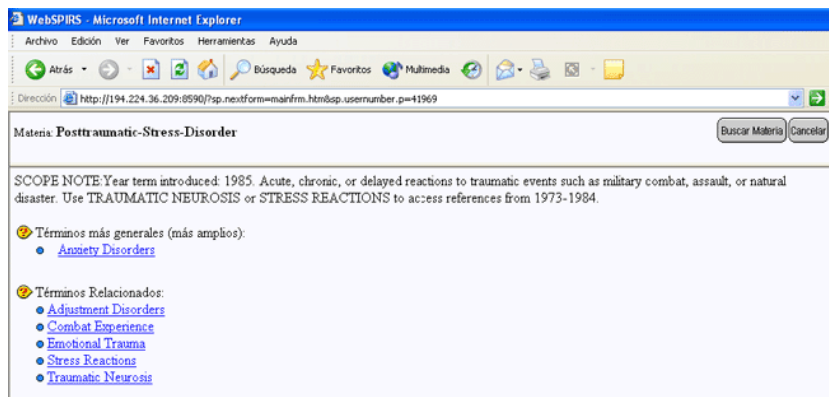 WebSPIRS - Microsoft Internet Explorer
Archivo Edición Ver Favoritos Herramientas Ayuda
Atrás Búsqueda Favoritos Multimedia
Dirección http://194.224.36.209:8590/?sp.nextform=mainfrm.htm&sp.usernumber.p=41969
Materia: Posttraumatic-Stress-Disorder Buscar Materia Cancelar
SCOPE NOTE:Year term introduced: 1985. Acute, chronic, or delayed reactions to traumatic events such as military combat, assault, or natural
disaster. Use TRAUMATIC NEUROSIS or STRESS REACTIONS to access references from 1973-1984.
Términos más generales (más amplios):
Anxiety Disorders
Términos Relacionados:
Adjustment Disorders
Combat Experience
Emotional Trauma
Stress Reactions
Traumatic Neurosis